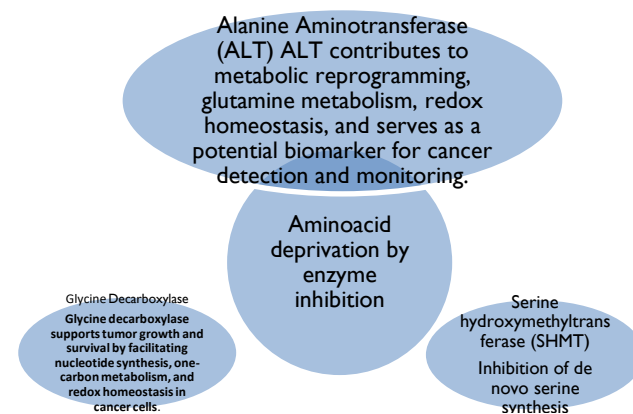 Alanine Aminotransferase
(ALT) ALT contributes to
metabolic reprogramming,
glutamine metabolism, redox
homeostasis, and serves as a
potential biomarker for cancer
detection and monitoring.
Aminoacid
deprivation by
enzyme
inhibition
Glycine Decarboxylase
Glycine decarboxylase
supports tumor growth and
survival by facilitating
nucleotide synthesis, one-
carbon metabolism, and
redox homeostasis in
cancer cells.
Serine
hydroxymethyltrans
ferase (SHMT)
Inhibition of de
novo serine
synthesis